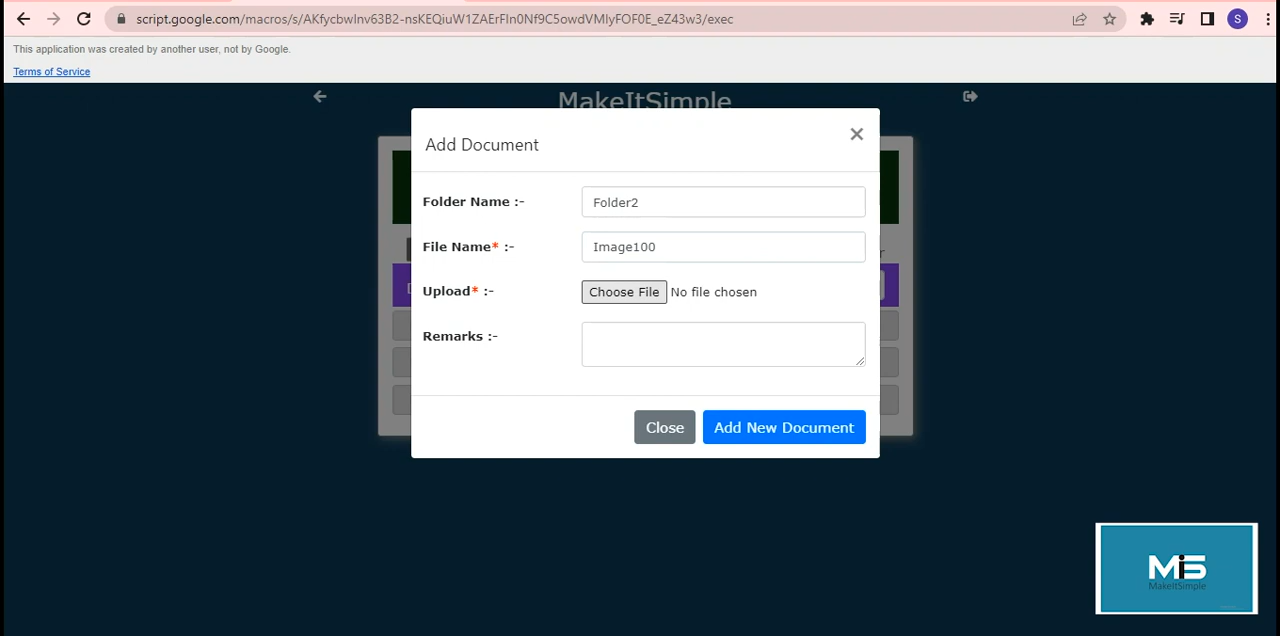 script.google.com/macros/s/AKfycbwInv63B2-nsKEQiuW1ZAErFIn0Nf9C5owdVMlyFOF0E_eZ43w3/exec
S
This application was created by another user, not by Google.
Terms of Service
MakeItSimple
Add Document
Folder Name :-
Folder2
File Name* :-
Image100
Upload* :-
Choose File No file chosen
Remarks :-
Close
Add New Document
MiS
MakeItSimple